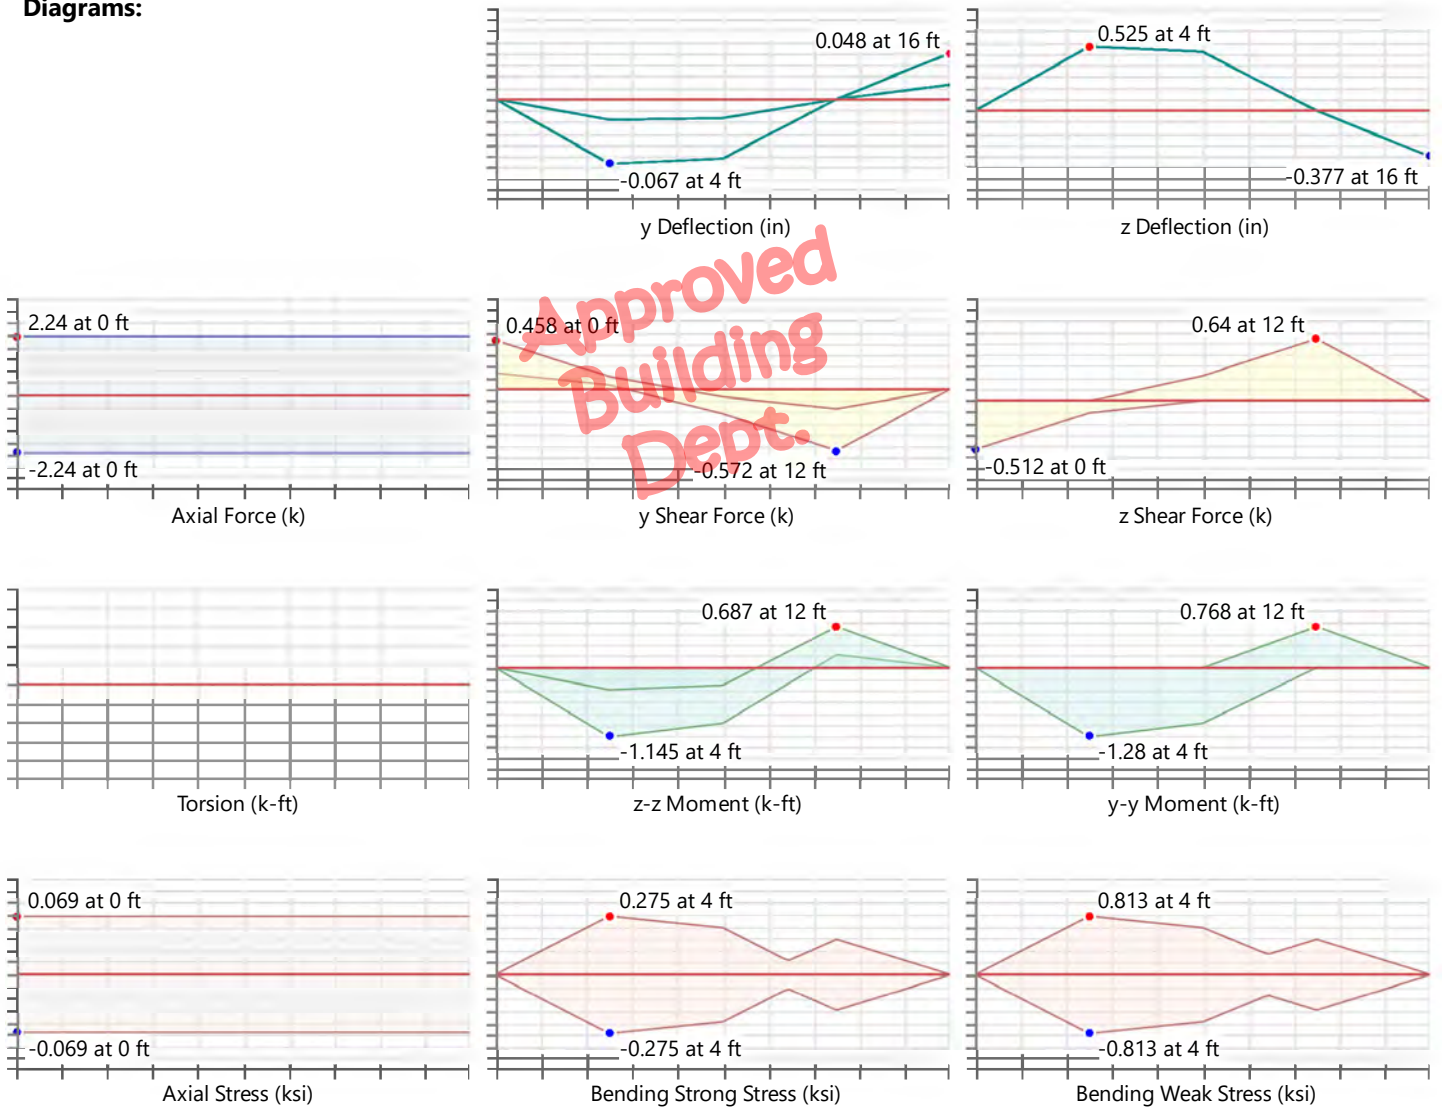 Diagrams:
0.048 at 16 ft
-0.067 at 4 ft
y Deflection (in)
0.525 at 4 ft
-0.377 at 16 ft
z Deflection (in)
2.24 at 0 ft
-2.24 at 0 ft
Axial Force (k)
0.458 at 0 ft
-0.572 at 12 ft
y Shear Force (k)
Approved
Building
Dept.
0.64 at 12 ft
-0.512 at 0 ft
z Shear Force (k)
Torsion (k-ft)
0.687 at 12 ft
-1.145 at 4 ft
z-z Moment (k-ft)
0.768 at 12 ft
-1.28 at 4 ft
y-y Moment (k-ft)
0.069 at 0 ft
-0.069 at 0 ft
Axial Stress (ksi)
0.275 at 4 ft
-0.275 at 4 ft
Bending Strong Stress (ksi)
0.813 at 4 ft
-0.813 at 4 ft
Bending Weak Stress (ksi)